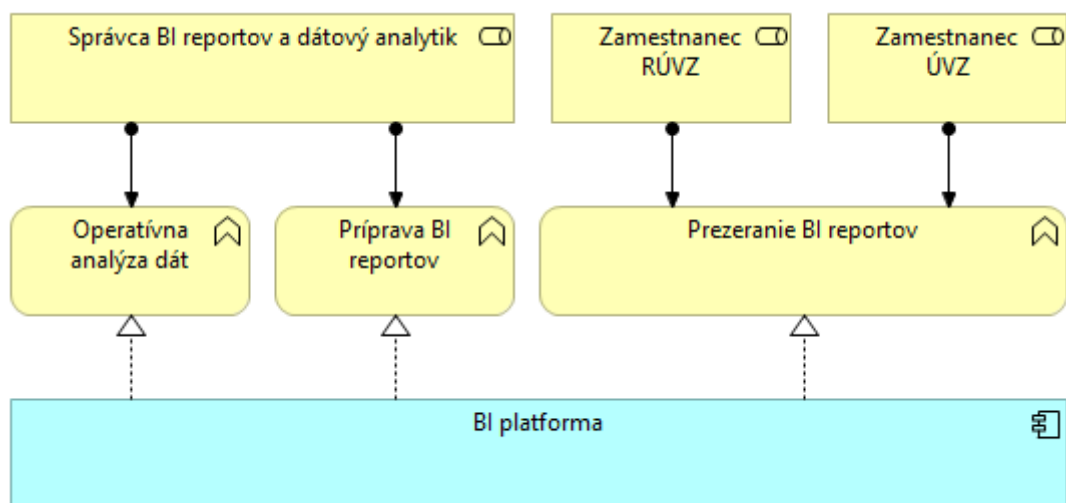 Správca BI reportov a dátový analytik
Zamestnanec
RÚVZ
Zamestnanec
ÚVZ
Operatívna
analýza dát
Príprava BI
reportov
Prezeranie BI reportov
BI platforma